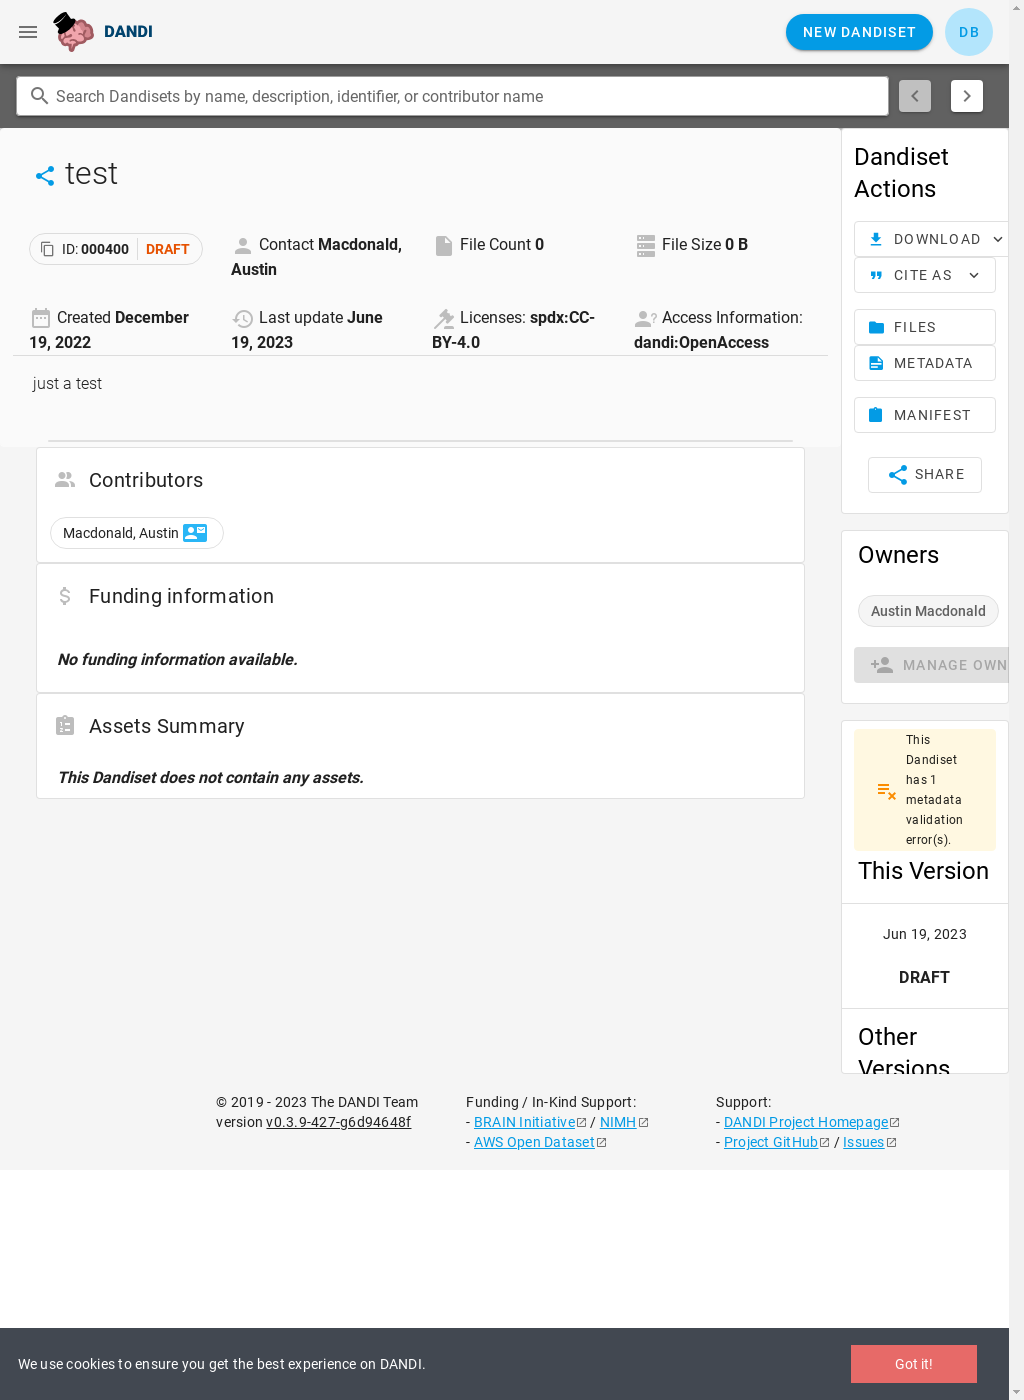 DANDI
NEW DANDISET
DB
Search Dandisets by name, description, identifier, or contributor name
test
ID: 000400 DRAFT
Contact Macdonald, Austin
File Count 0
File Size 0 B
Created December 19, 2022
Last update June 19, 2023
Licenses: spdx:CC-BY-4.0
Access Information: dandi:OpenAccess
just a test
Contributors
Macdonald, Austin
Funding information
No funding information available.
Assets Summary
This Dandiset does not contain any assets.
Dandiset
Actions
DOWNLOAD
CITE AS
FILES
METADATA
MANIFEST
SHARE
Owners
Austin Macdonald
MANAGE OWN
This
Dandiset
has 1
metadata
validation
error(s).
This Version
Jun 19, 2023
DRAFT
Other
Versions
© 2019 - 2023 The DANDI Team
version v0.3.9-427-g6d94648f
Funding / In-Kind Support:
- BRAIN Initiative / NIMH
- AWS Open Dataset
Support:
- DANDI Project Homepage
- Project GitHub / Issues
We use cookies to ensure you get the best experience on DANDI.
Got it!